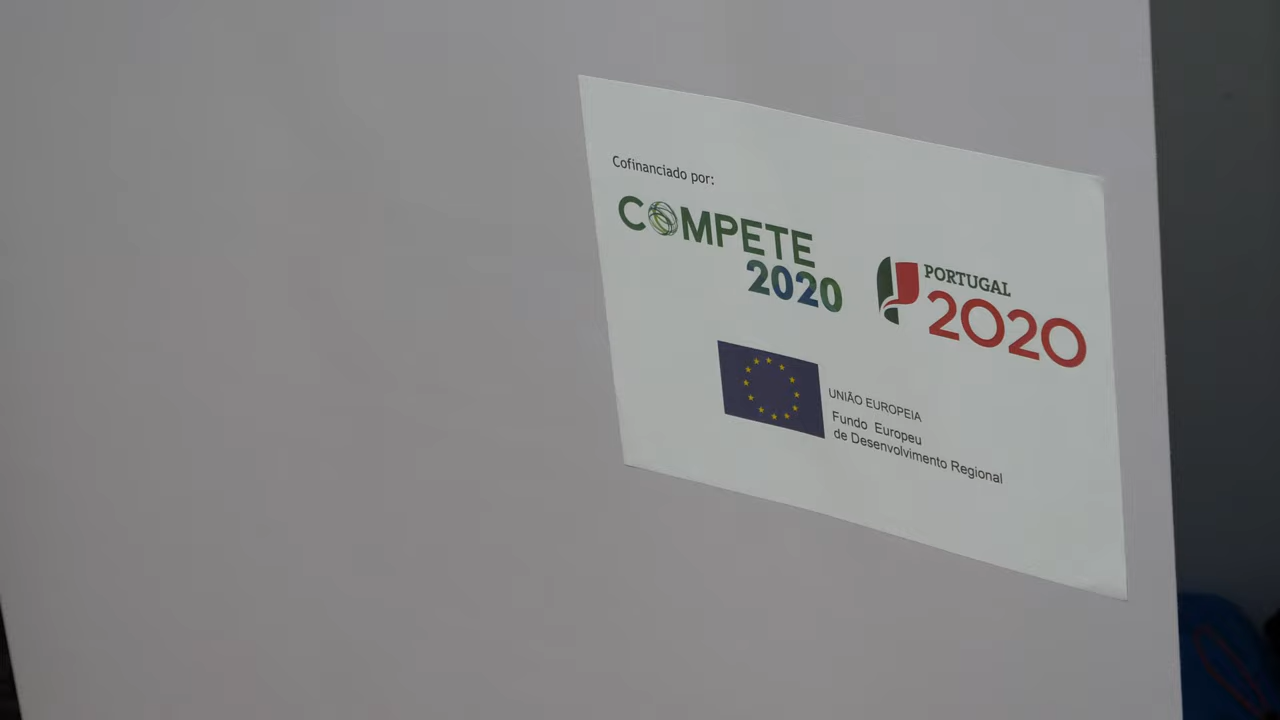 Cofinanciado por:
COMPETE
2020
PORTUGAL
2020
UNIÃO EUROPEIA
Fundo Europeu
de Desenvolvimento Regional